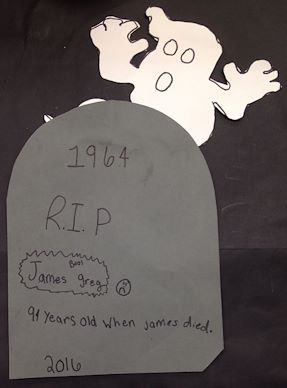 1964
R.I.P
Boo!
James greg
91 years old when james died.
2016